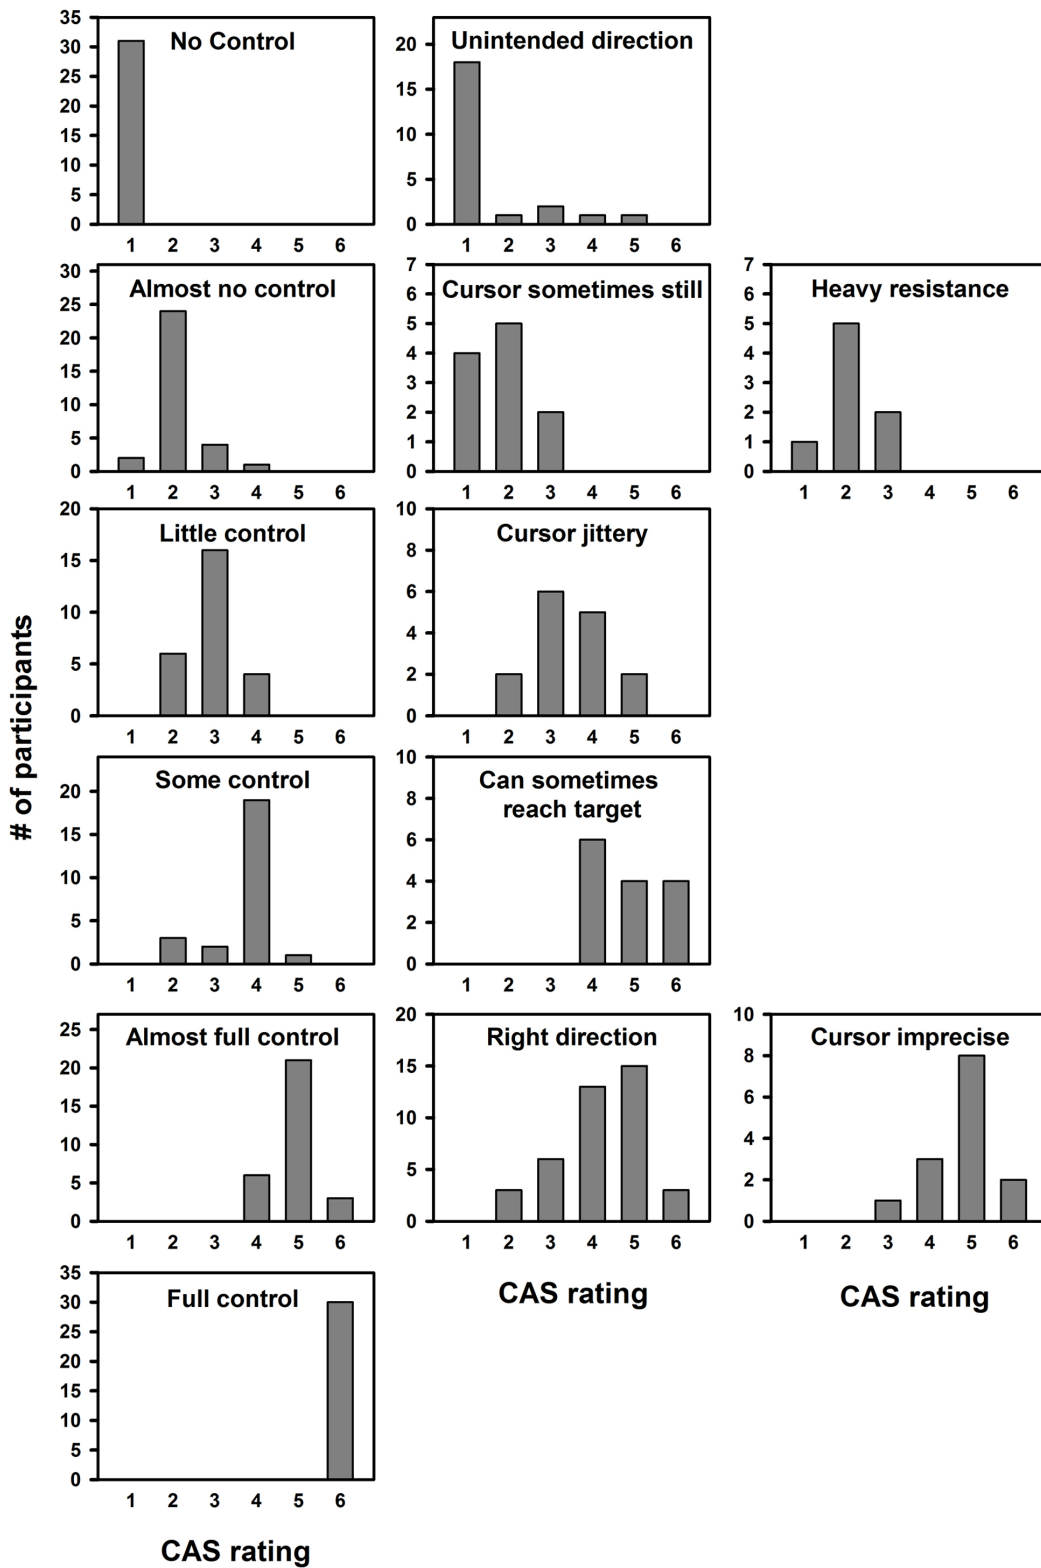 # of participants
No Control
35
30
25
20
15
10
5
0
1 2 3 4 5 6
Unintended direction
20
15
10
5
0
1 2 3 4 5 6
Almost no control
30
25
20
15
10
5
0
1 2 3 4 5 6
Cursor sometimes still
7
6
5
4
3
2
1
0
1 2 3 4 5 6
Heavy resistance
7
6
5
4
3
2
1
0
1 2 3 4 5 6
Little control
20
15
10
5
0
1 2 3 4 5 6
Cursor jittery
10
8
6
4
2
0
1 2 3 4 5 6
Some control
20
15
10
5
0
1 2 3 4 5 6
Can sometimes
reach target
10
8
6
4
2
0
1 2 3 4 5 6
Almost full control
25
20
15
10
5
0
1 2 3 4 5 6
Right direction
20
15
10
5
0
1 2 3 4 5 6
CAS rating
Cursor imprecise
10
8
6
4
2
0
1 2 3 4 5 6
CAS rating
Full control
35
30
25
20
15
10
5
0
1 2 3 4 5 6
CAS rating